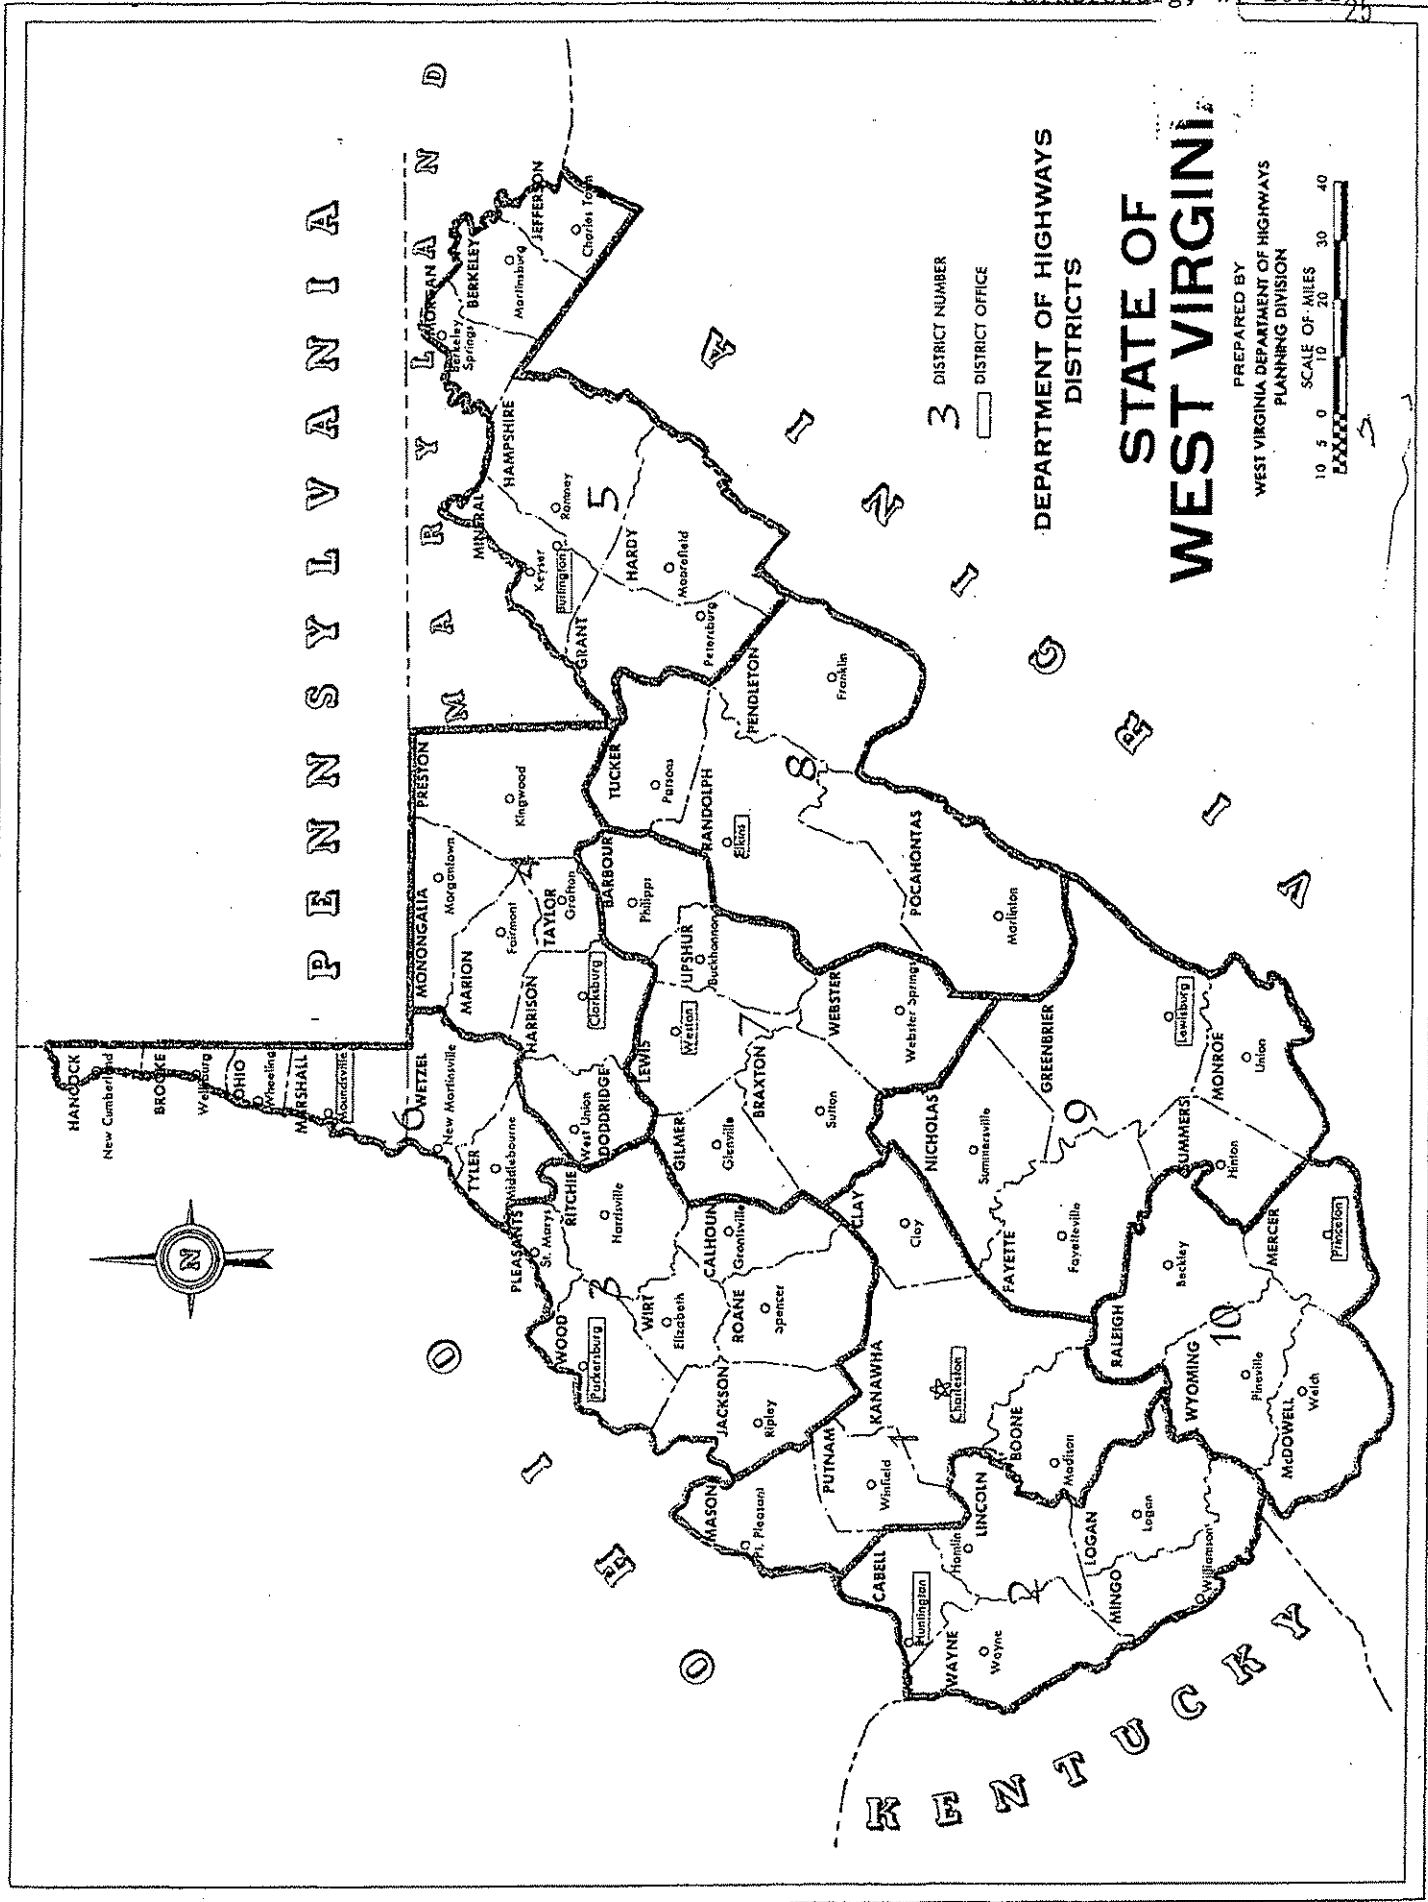 25
PENNSYLVANIA
MARYLAND
VIRGINIA
OHIO
KENTUCKY
N
HANCOCK
New Cumberland
BROOKE
Wellsburg
OHIO
Wheeling
MARSHALL
Moundsville
6
WETZEL
New Martinsville
TYLER
Middlebourne
MONONGALIA
Morgantown
MARION
Fairmont
PRESTON
Kingwood
4
TAYLOR
Grafton
HARRISON
Clarksburg
DODDRIDGE
West Union
PLEASANTS
St. Marys
RITCHIE
Harrisville
WOOD
Parkersburg
3
WIRT
Elizabeth
CALHOUN
Grantsville
ROANE
Spencer
JACKSON
Ripley
MASON
Pt. Pleasant
PUTNAM
Winfield
1
KANAWHA
Charleston
CLAY
Clay
BOONE
Madison
CABELL
Huntington
WAYNE
Wayne
LINCOLN
Hamlin
2
LOGAN
Logan
MINGO
Williamson
GILMER
Glenville
LEWIS
Weston
BARBOUR
Philippi
UPSHUR
Buckhannon
7
BRAXTON
Sutton
WEBSTER
Webster Springs
TUCKER
Parsons
RANDOLPH
Elkins
PENDLETON
Franklin
8
POCAHONTAS
Marlinton
GRANT
Petersburg
MINERAL
Keyser
Burlington
HAMPSHIRE
Romney
5
HARDY
Moorefield
MORGAN
Berkeley
Springs
BERKELEY
Martinsburg
JEFFERSON
Charles Town
NICHOLAS
Summersville
FAYETTE
Fayetteville
9
GREENBRIER
Lewisburg
SUMMERS
Hinton
MONROE
Union
RALEIGH
Beckley
10
WYOMING
Pineville
McDOWELL
Welch
MERCER
Princeton
3 DISTRICT NUMBER
DISTRICT OFFICE
DEPARTMENT OF HIGHWAYS
DISTRICTS
STATE OF
WEST VIRGINIA
PREPARED BY
WEST VIRGINIA DEPARTMENT OF HIGHWAYS
PLANNING DIVISION
SCALE OF MILES
10 5 0 10 20 30 40